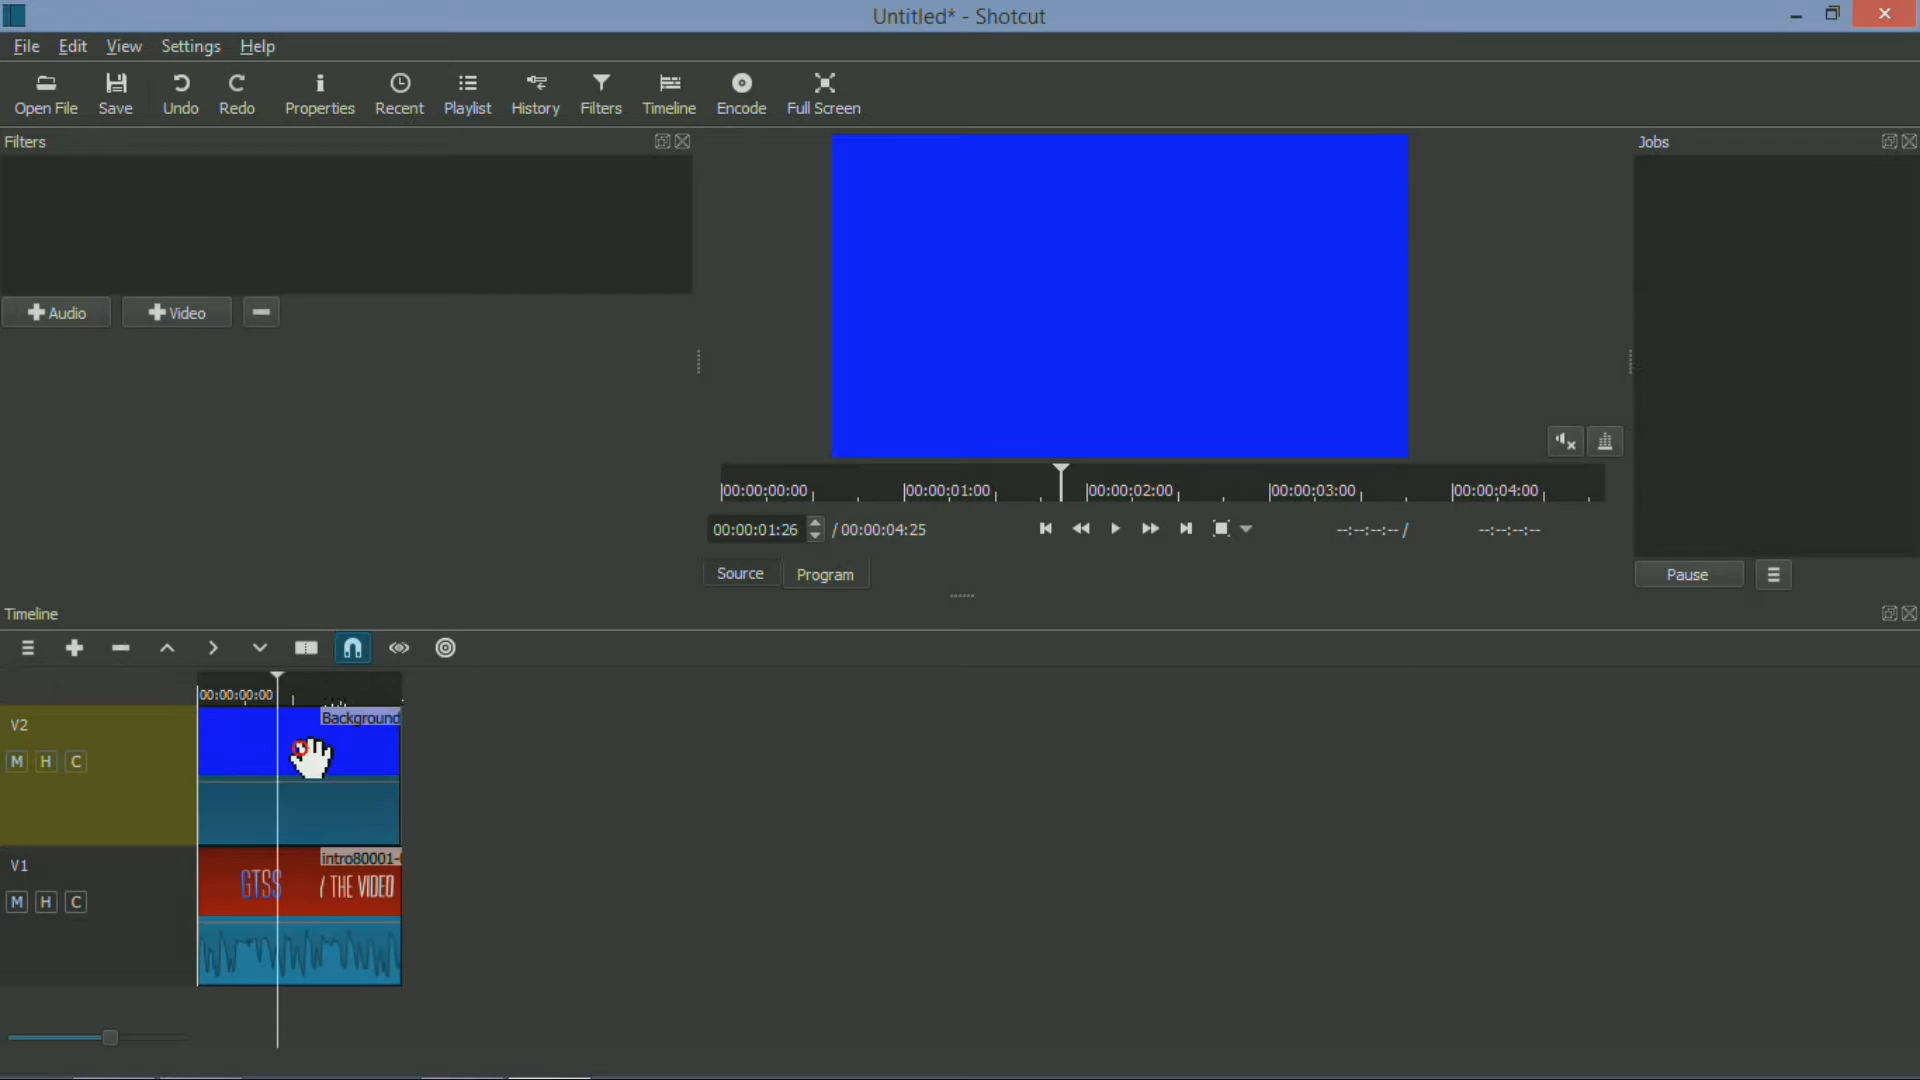 Untitled* - Shotcut
File Edit View Settings Help
Open File Save Undo Redo Properties Recent Playlist History Filters Timeline Encode Full Screen
Filters
Jobs
Audio Video
00:00:00:00 00:00:01:00 00:00:02:00 00:00:03:00 00:00:04:00
00:00:01:26 / 00:00:04:25 --:--:--:-- / --:--:--:--
Source Program
Pause
Timeline
00:00:00:00
V2
Background
M H C
V1
intro80001-
GTSS / THE VIDEO
M H C